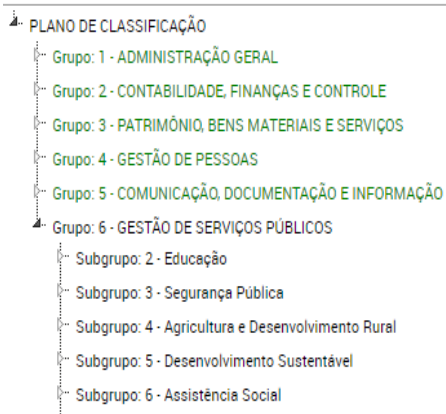 PLANO DE CLASSIFICAÇÃO
Grupo: 1 - ADMINISTRAÇÃO GERAL
Grupo: 2 - CONTABILIDADE, FINANÇAS E CONTROLE
Grupo: 3 - PATRIMÔNIO, BENS MATERIAIS E SERVIÇOS
Grupo: 4 - GESTÃO DE PESSOAS
Grupo: 5 - COMUNICAÇÃO, DOCUMENTAÇÃO E INFORMAÇÃO
Grupo: 6 - GESTÃO DE SERVIÇOS PÚBLICOS
Subgrupo: 2 - Educação
Subgrupo: 3 - Segurança Pública
Subgrupo: 4 - Agricultura e Desenvolvimento Rural
Subgrupo: 5 - Desenvolvimento Sustentável
Subgrupo: 6 - Assistência Social